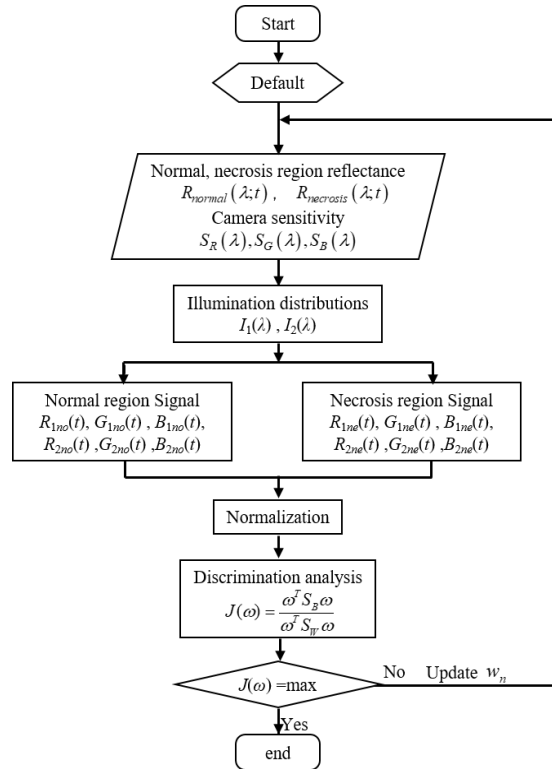 Start
Default
Normal, necrosis region reflectance
R_normal(λ;t) , R_necrosis(λ;t)
Camera sensitivity
S_R(λ),S_G(λ),S_B(λ)
Illumination distributions
I_1(λ) , I_2(λ)
Normal region Signal
R_1no(t), G_1no(t) , B_1no(t),
R_2no(t) ,G_2no(t) ,B_2no(t)
Necrosis region Signal
R_1ne(t), G_1ne(t) , B_1ne(t),
R_2ne(t) ,G_2ne(t) ,B_2ne(t)
Normalization
Discrimination analysis
J(ω) = ω^T S_B ω / ω^T S_W ω
J(ω) =max
No Update w_n
Yes
end